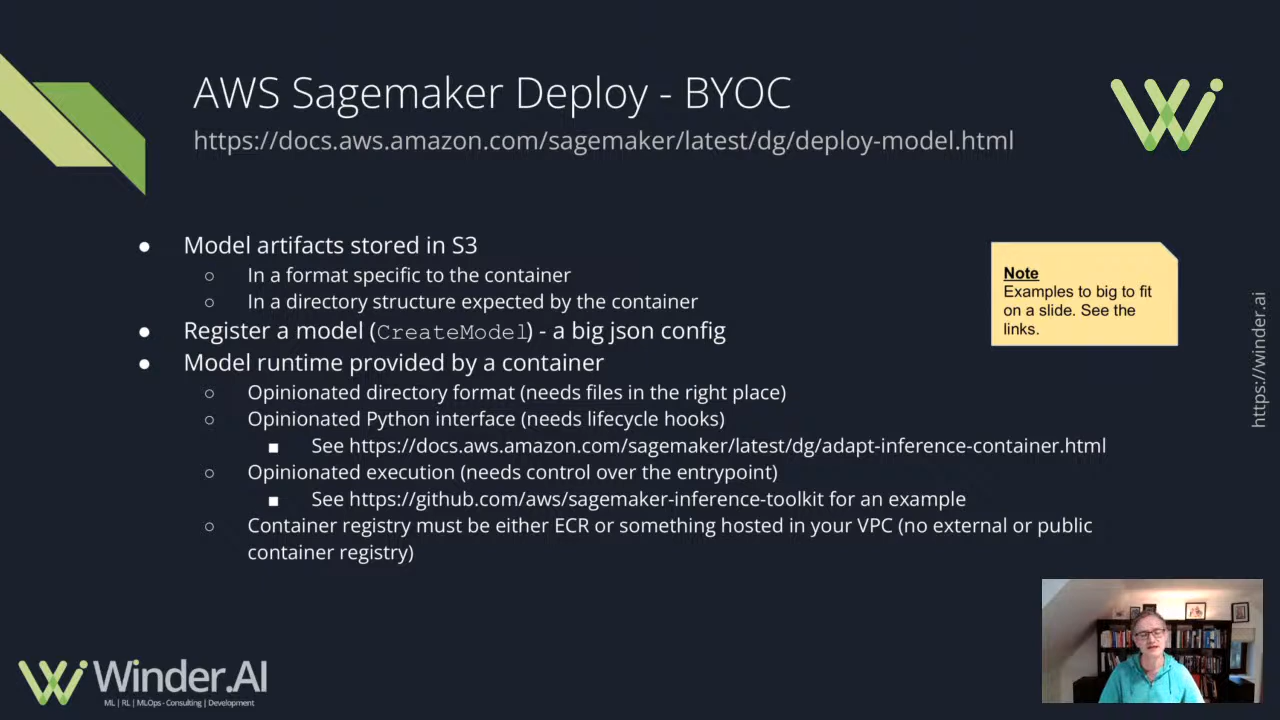 AWS Sagemaker Deploy - BYOC
https://docs.aws.amazon.com/sagemaker/latest/dg/deploy-model.html
Wi
● Model artifacts stored in S3
○ In a format specific to the container
○ In a directory structure expected by the container
● Register a model (CreateModel) - a big json config
● Model runtime provided by a container
○ Opinionated directory format (needs files in the right place)
○ Opinionated Python interface (needs lifecycle hooks)
■ See https://docs.aws.amazon.com/sagemaker/latest/dg/adapt-inference-container.html
○ Opinionated execution (needs control over the entrypoint)
■ See https://github.com/aws/sagemaker-inference-toolkit for an example
○ Container registry must be either ECR or something hosted in your VPC (no external or public
container registry)
Note
Examples to big to fit
on a slide. See the
links.
https://winder.ai
Wi Winder.AI
ML | RL | MLOps - Consulting | Development